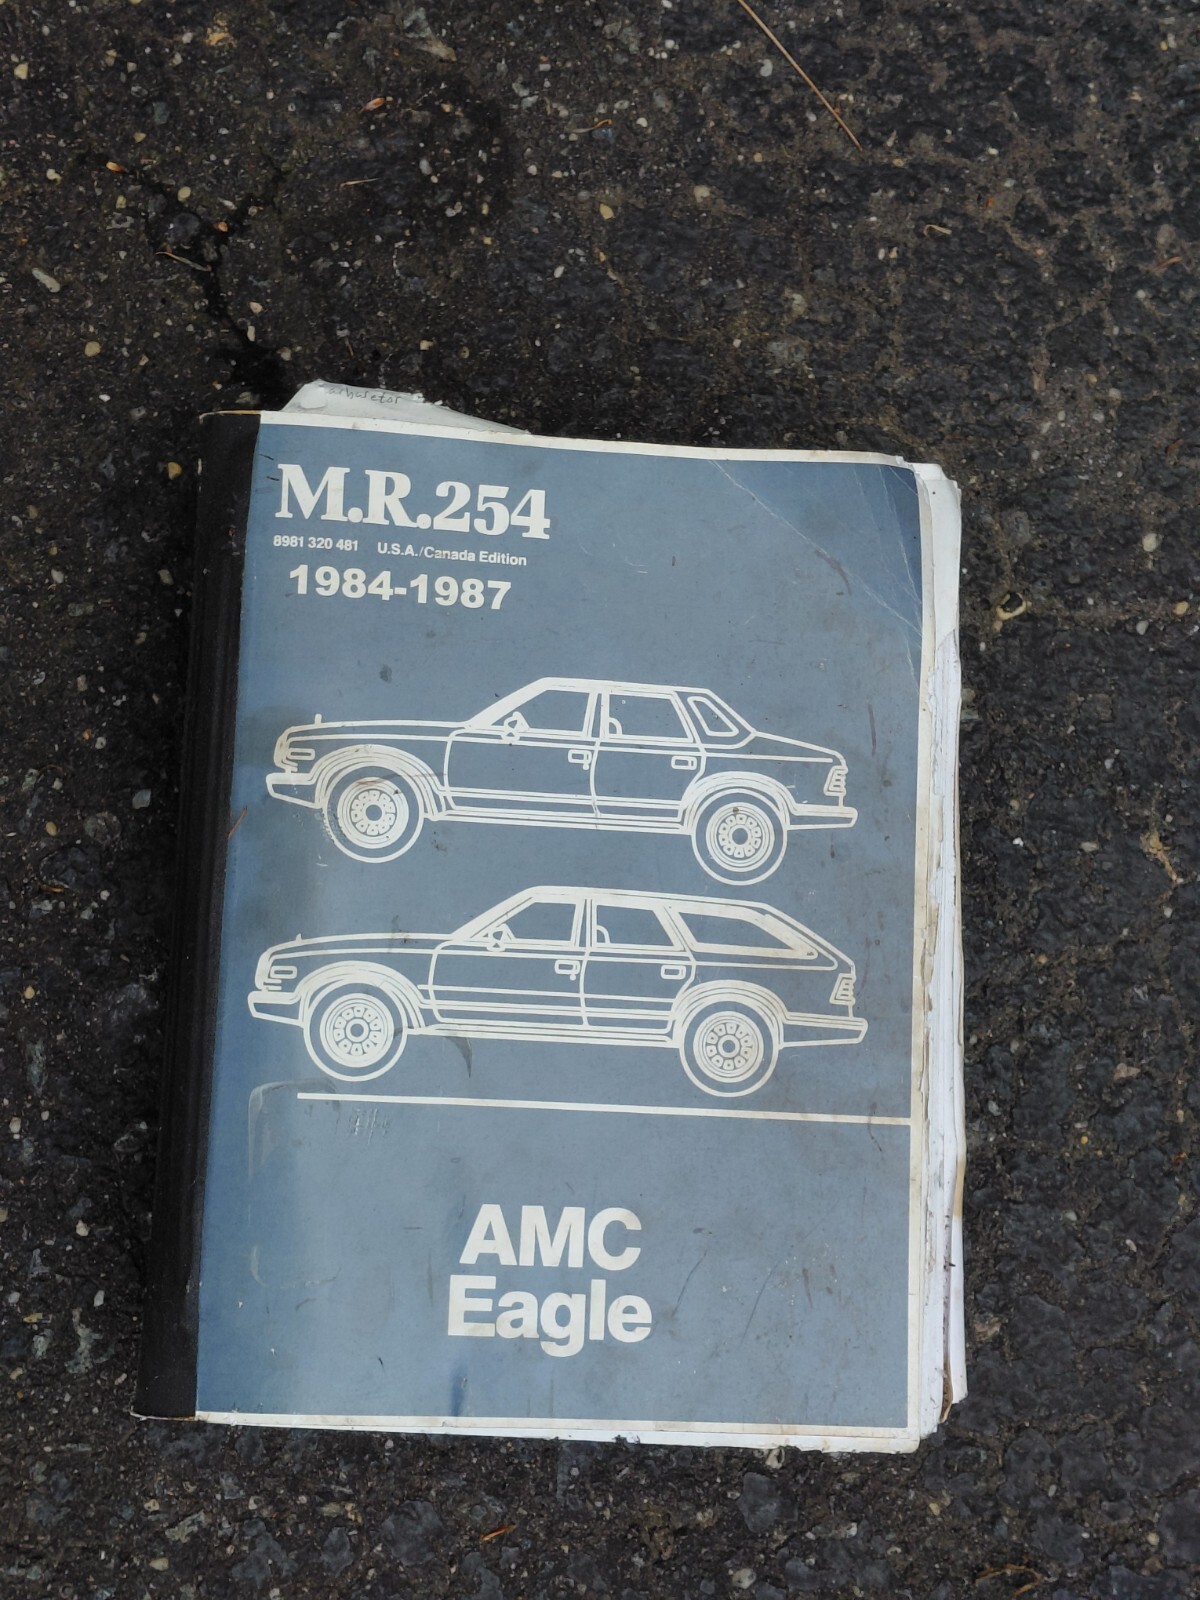 M.R.254
8981 320 481 U.S.A./Canada Edition
1984-1987
AMC
Eagle